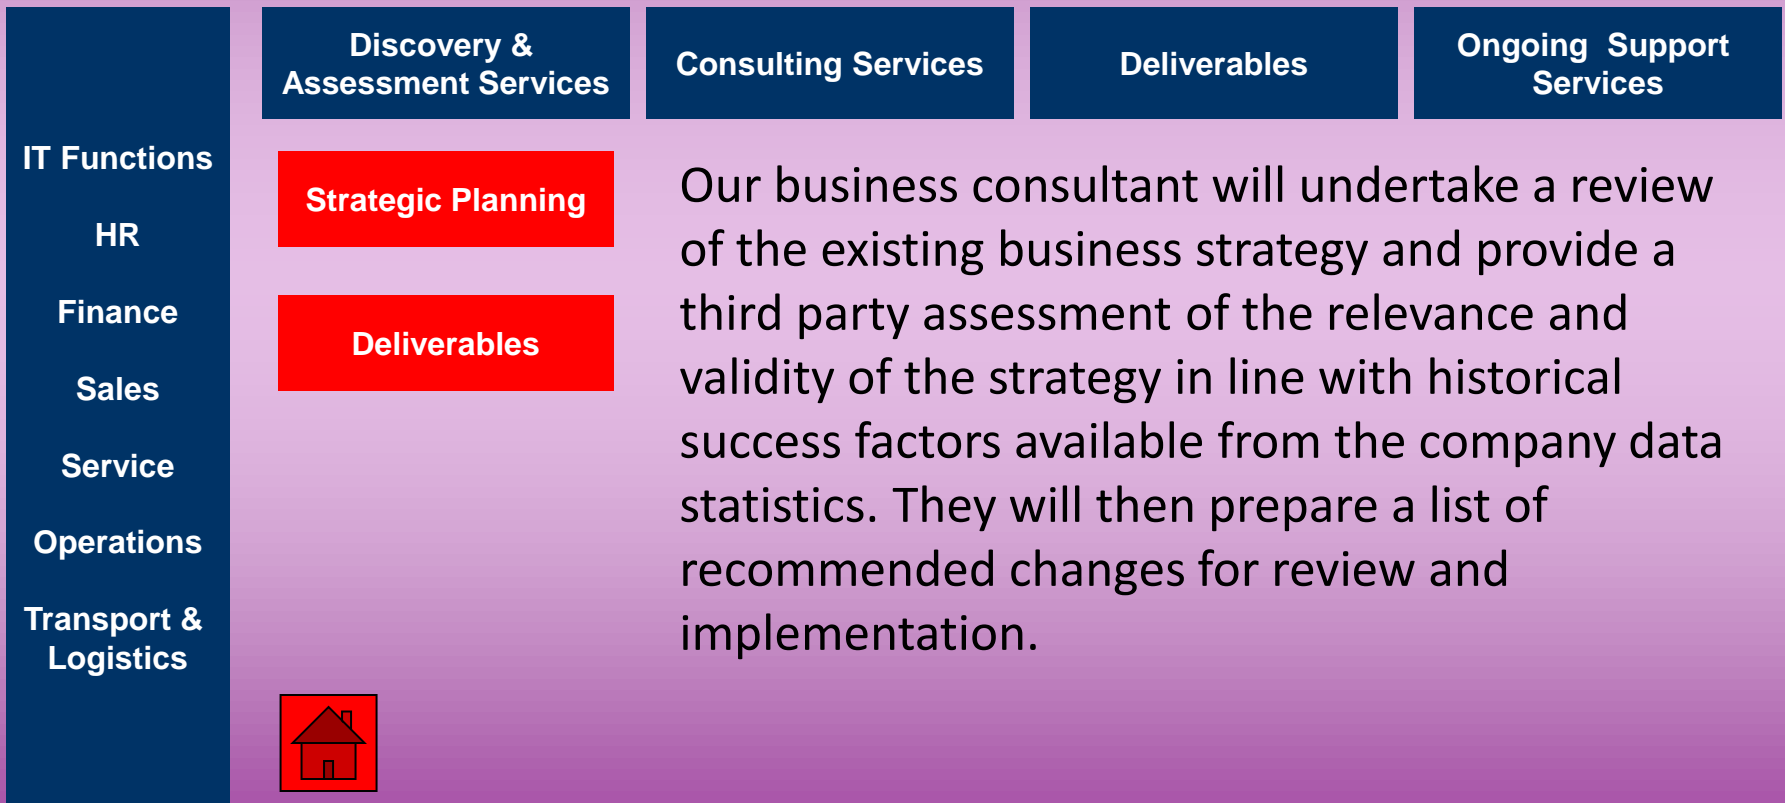 Discovery &
Assessment Services
Consulting Services
Deliverables
Ongoing  Support
Services
IT Functions
HR
Finance
Sales
Service
Operations
Transport &
Logistics
Strategic Planning
Deliverables
Our business consultant will undertake a review
of the existing business strategy and provide a
third party assessment of the relevance and
validity of the strategy in line with historical
success factors available from the company data
statistics. They will then prepare a list of
recommended changes for review and
implementation.